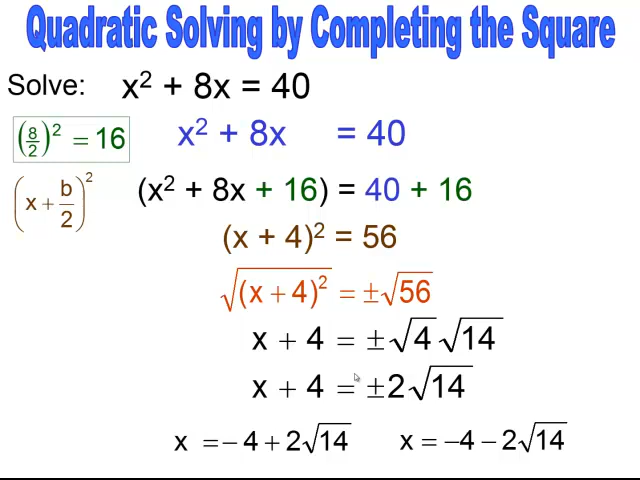 Quadratic Solving by Completing the Square
Solve: x² + 8x = 40
(8/2)² = 16 x² + 8x = 40
(x + b/2)² (x² + 8x + 16) = 40 + 16
(x + 4)² = 56
√(x + 4)² = ±√56
x + 4 = ±√4 √14
x + 4 = ±2√14
x = −4 + 2√14 x = −4 − 2√14